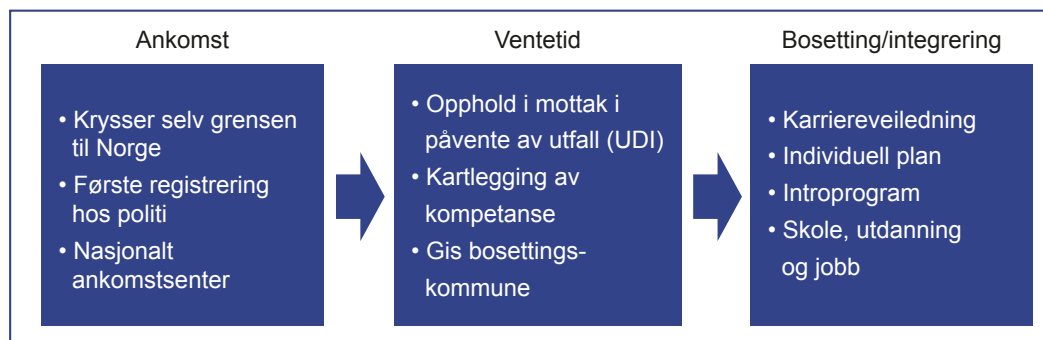 Ankomst
• Krysser selv grensen
til Norge
• Første registrering
hos politi
• Nasjonalt
ankomstsenter
Ventetid
• Opphold i mottak i
påvente av utfall (UDI)
• Kartlegging av
kompetanse
• Gis bosettings-
kommune
Bosetting/integrering
• Karriereveiledning
• Individuell plan
• Introprogram
• Skole, utdanning
og jobb